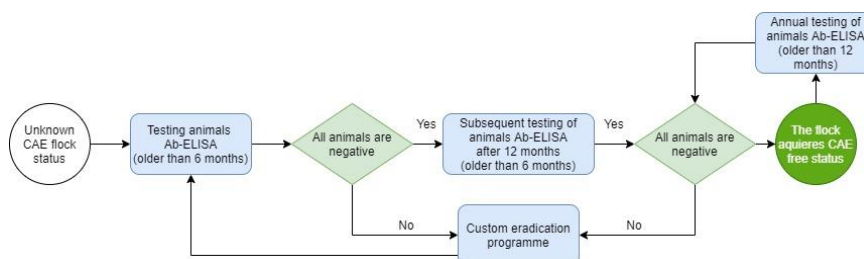 Unknown
CAE flock
status
Testing animals
Ab-ELISA
(older than 6 months)
All animals are
negative
Yes
Subsequent testing of
animals Ab-ELISA
after 12 months
(older than 6 months)
Yes
All animals are
negative
Annual testing of
animals Ab-ELISA
(older than 12
months)
The flock
aquieres CAE
free status
No
Custom eradication
programme
No